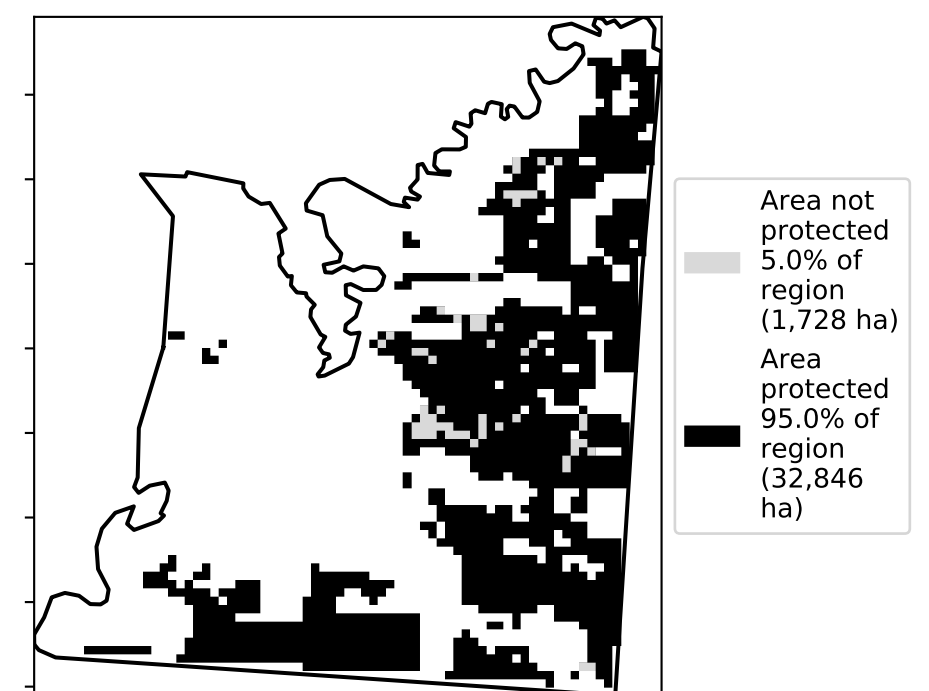 Area not
protected
5.0% of
region
(1,728 ha)
Area
protected
95.0% of
region
(32,846
ha)